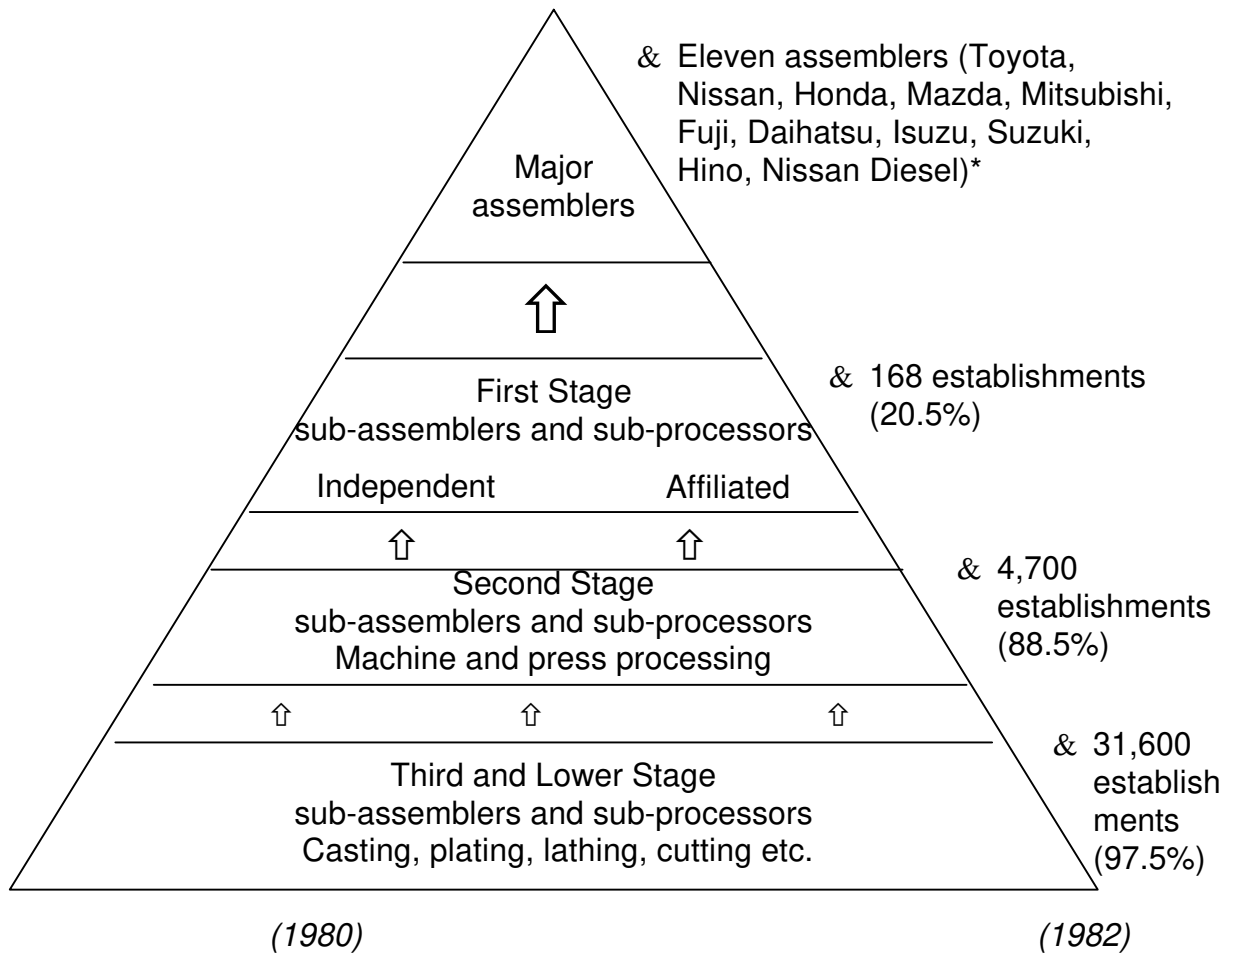 & Eleven assemblers (Toyota,
Nissan, Honda, Mazda, Mitsubishi,
Fuji, Daihatsu, Isuzu, Suzuki,
Hino, Nissan Diesel)*
Major
assemblers
First Stage
sub-assemblers and sub-processors
Independent Affiliated
& 168 establishments
(20.5%)
Second Stage
sub-assemblers and sub-processors
Machine and press processing
& 4,700
establishments
(88.5%)
Third and Lower Stage
sub-assemblers and sub-processors
Casting, plating, lathing, cutting etc.
& 31,600
establish
ments
(97.5%)
(1980) (1982)